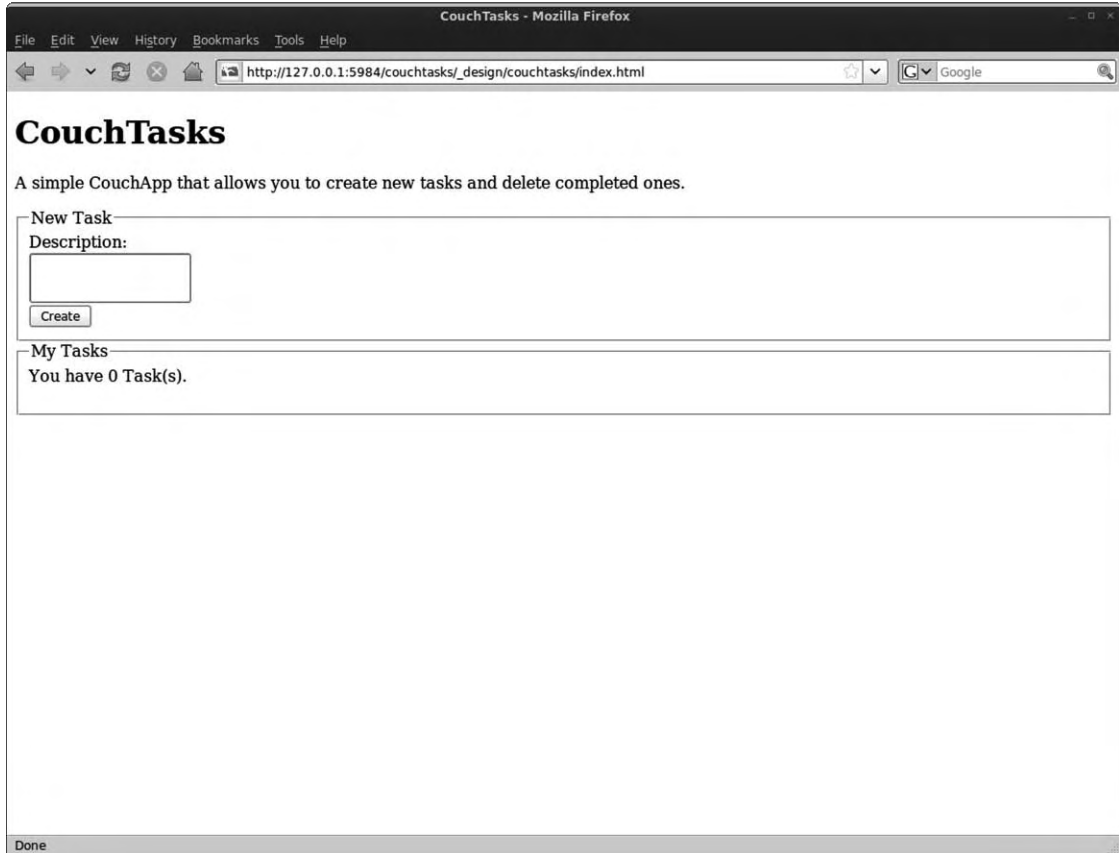 CouchTasks - Mozilla Firefox
File Edit View History Bookmarks Tools Help
http://127.0.0.1:5984/couchtasks/_design/couchtasks/index.html
G Google
CouchTasks
A simple CouchApp that allows you to create new tasks and delete completed ones.
New Task
Description:
Create
My Tasks
You have 0 Task(s).
Done